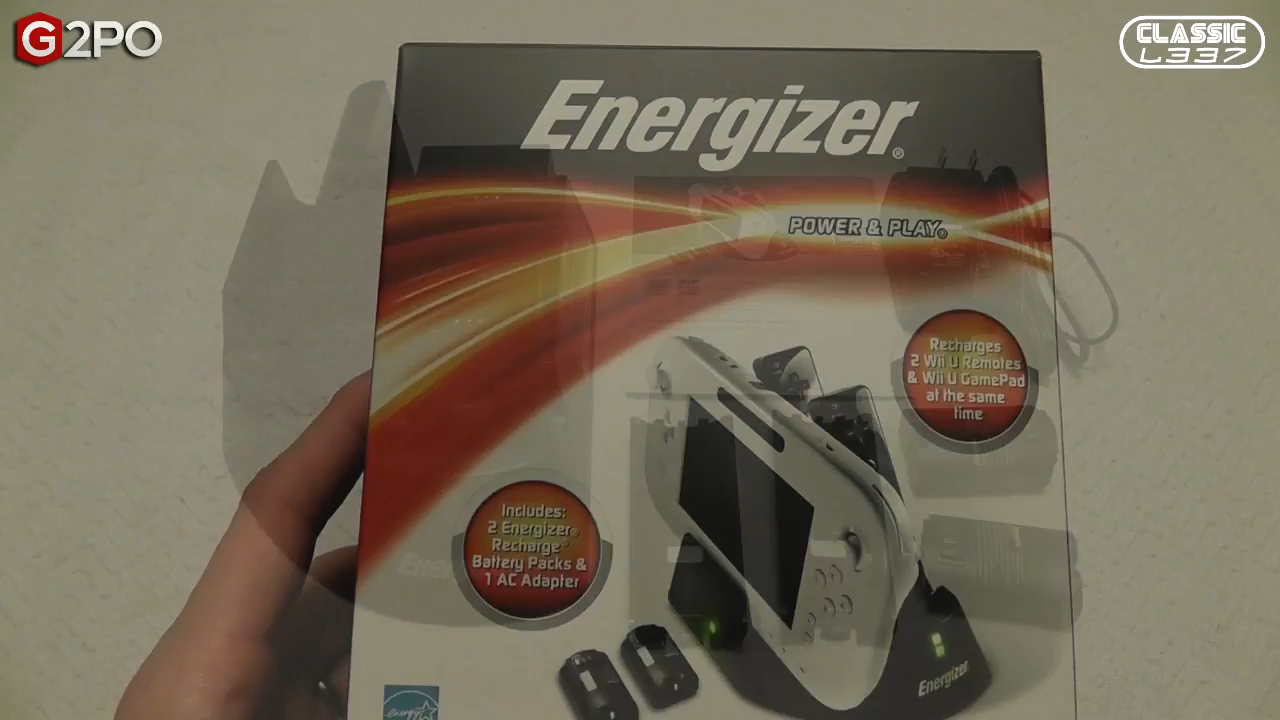 G2PO
CLASSIC
L337
Energizer®
POWER & PLAY®
Recharges
2 Wii U Remotes
& Wii U GamePad
at the same
time
Includes:
2 Energizer®
Recharge®
Battery Packs &
1 AC Adapter
Energizer
Energy